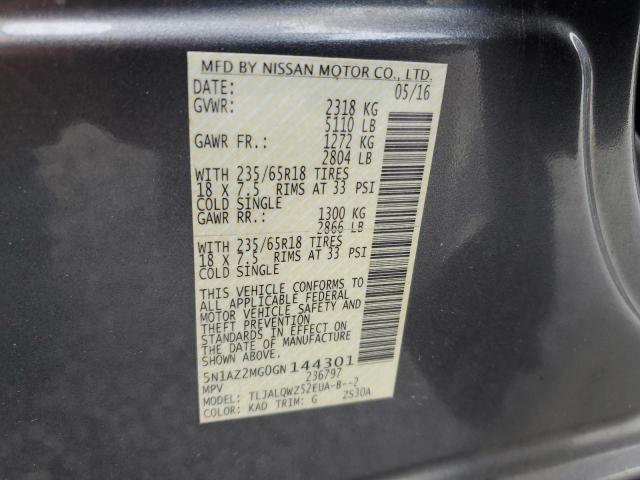 MFD BY NISSAN MOTOR CO., LTD.
DATE: 05/16
GVWR: 2318 KG
5110 LB
GAWR FR.: 1272 KG
2804 LB
WITH 235/65R18 TIRES
18 X 7.5 RIMS AT 33 PSI
COLD SINGLE
GAWR RR.: 1300 KG
2866 LB
WITH 235/65R18 TIRES
18 X 7.5 RIMS AT 33 PSI
COLD SINGLE
THIS VEHICLE CONFORMS TO
ALL APPLICABLE FEDERAL
MOTOR VEHICLE SAFETY AND
THEFT PREVENTION
STANDARDS IN EFFECT ON
THE DATE OF MANUFACTURE
SHOWN ABOVE.
5N1AZ2MG0GN144301
MPV 236797
MODEL: TLJALQWZS2EUA-B--2
COLOR: KAD TRIM: G ZS30A